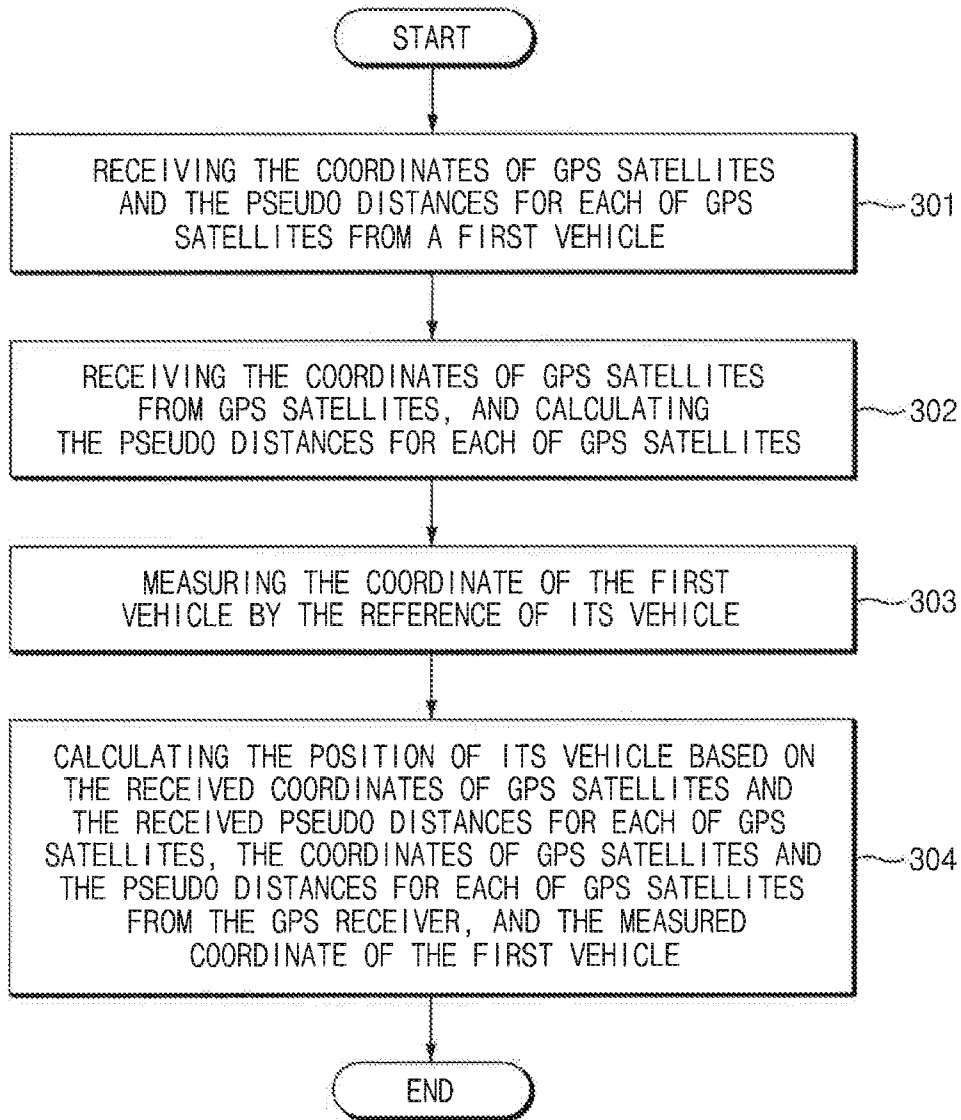 START
RECEIVING THE COORDINATES OF GPS SATELLITES
AND THE PSEUDO DISTANCES FOR EACH OF GPS
SATELLITES FROM A FIRST VEHICLE
301
RECEIVING THE COORDINATES OF GPS SATELLITES
FROM GPS SATELLITES, AND CALCULATING
THE PSEUDO DISTANCES FOR EACH OF GPS SATELLITES
302
MEASURING THE COORDINATE OF THE FIRST
VEHICLE BY THE REFERENCE OF ITS VEHICLE
303
CALCULATING THE POSITION OF ITS VEHICLE BASED ON
THE RECEIVED COORDINATES OF GPS SATELLITES AND
THE RECEIVED PSEUDO DISTANCES FOR EACH OF GPS
SATELLITES, THE COORDINATES OF GPS SATELLITES AND
THE PSEUDO DISTANCES FOR EACH OF GPS SATELLITES
FROM THE GPS RECEIVER, AND THE MEASURED
COORDINATE OF THE FIRST VEHICLE
304
END